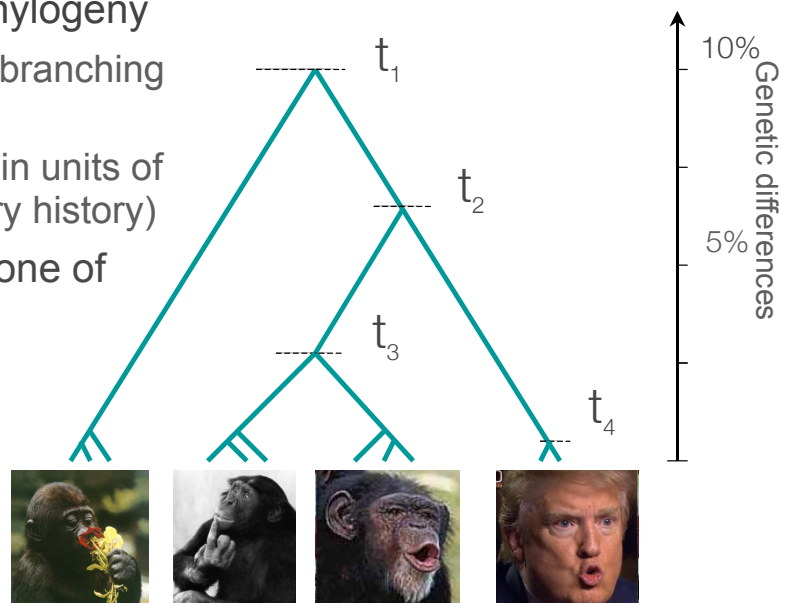 hylogeny
branching
in units of
ry history)
one of
t1
t2
t3
t4
10%
5%
Genetic differences